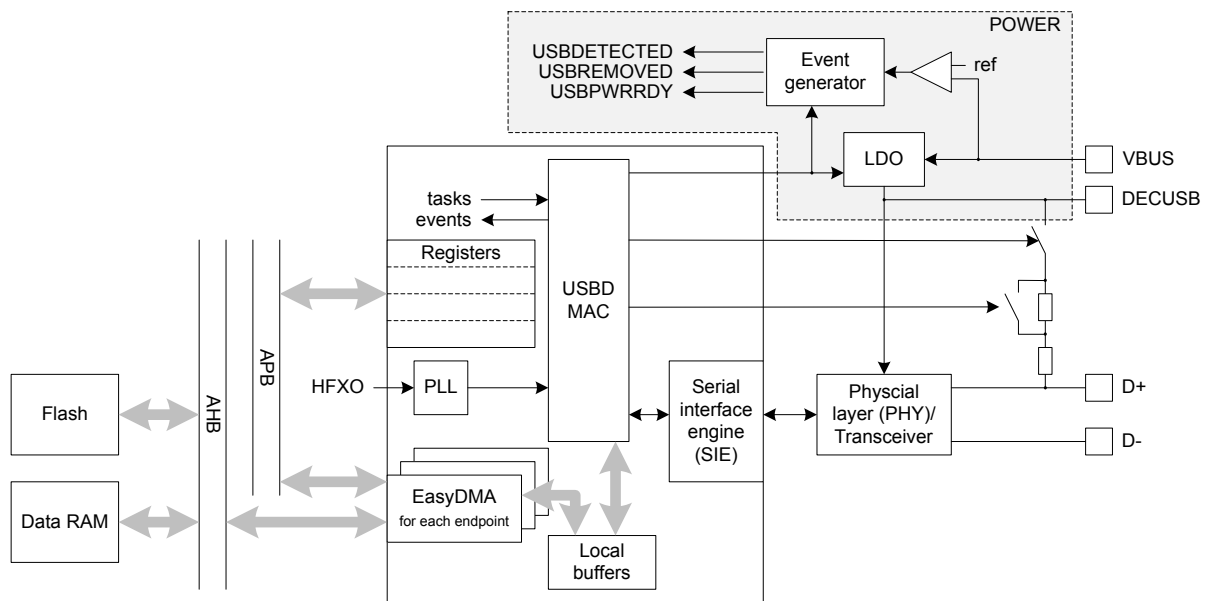 POWER
USBDETECTED
USBREMOVED
USBPWRRDY
Event
generator
ref
LDO
VBUS
DECUSB
tasks
events
Registers
USBD
MAC
APB
AHB
HFXO
PLL
Flash
Data RAM
Serial
interface
engine
(SIE)
Physcial
layer (PHY)/
Transceiver
D+
D-
EasyDMA
for each endpoint
Local
buffers